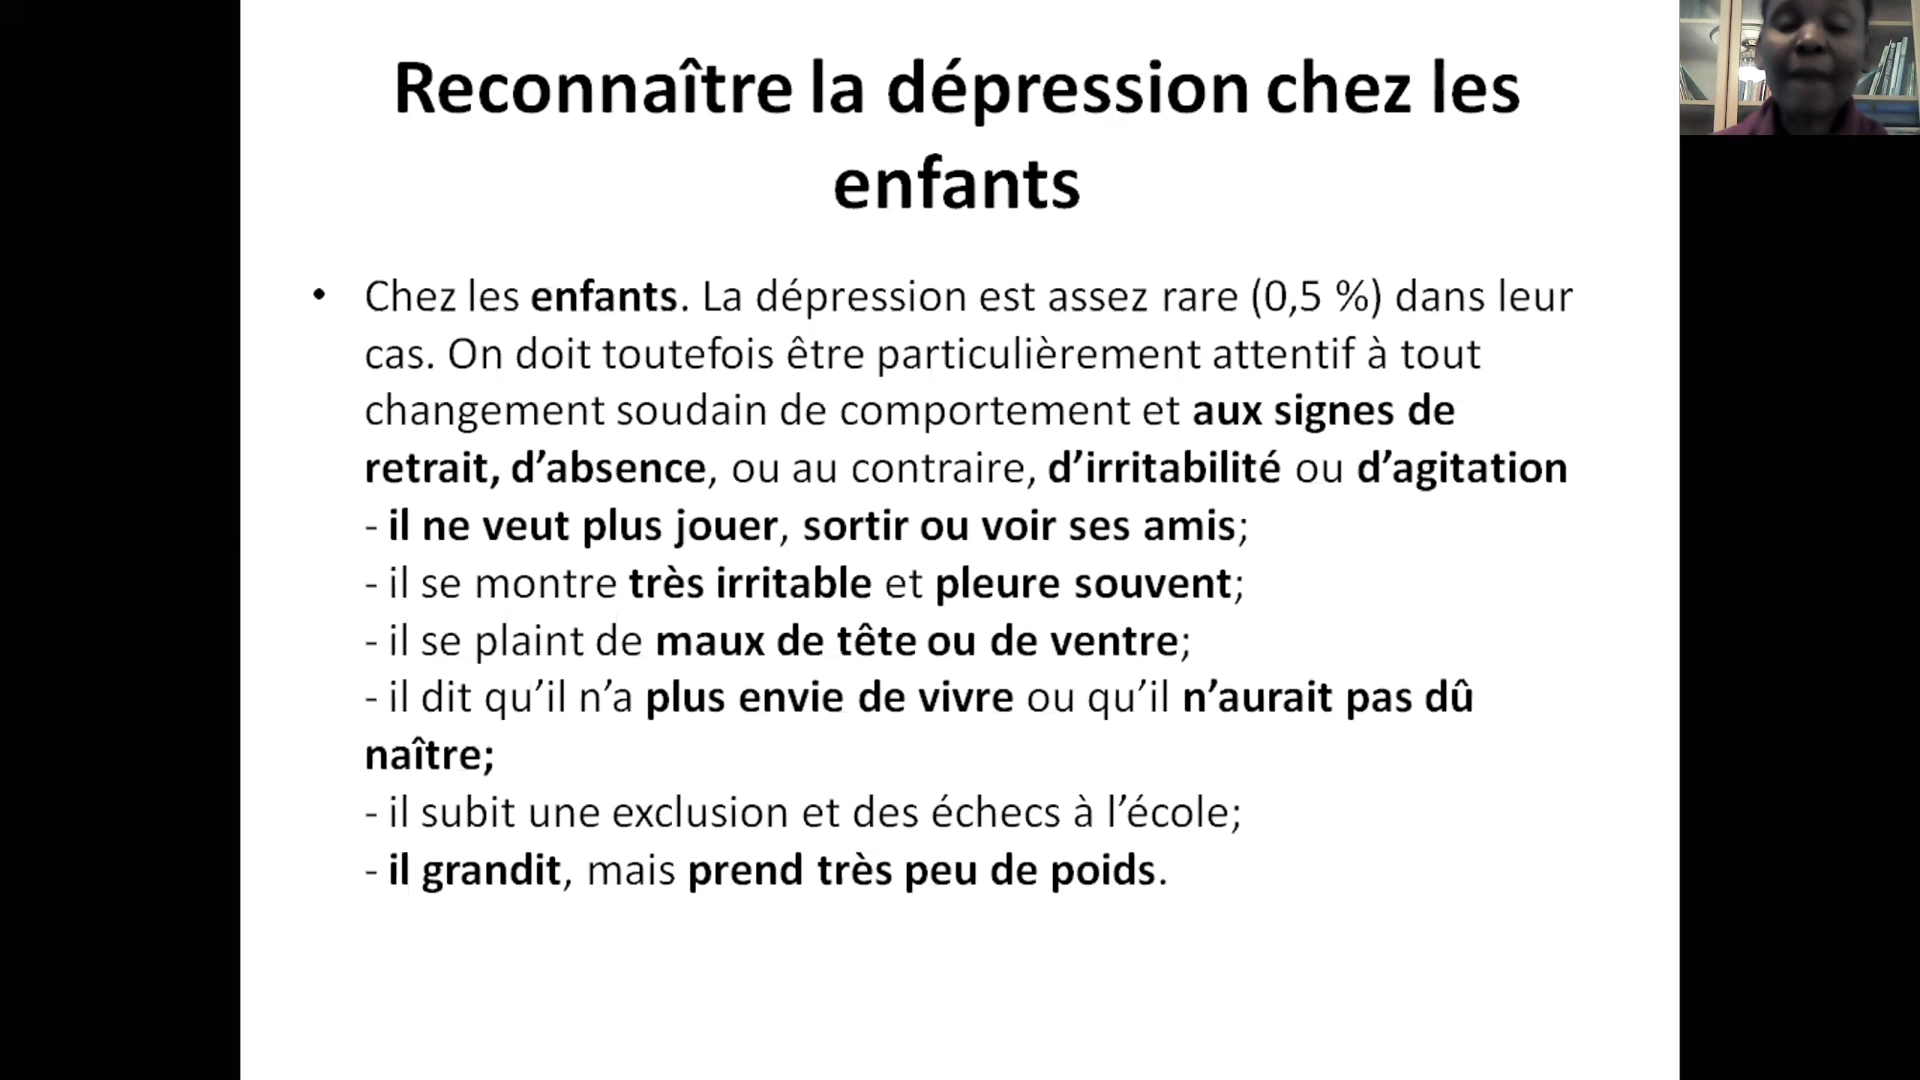 Reconnaître la dépression chez les
enfants
• Chez les enfants. La dépression est assez rare (0,5 %) dans leur
cas. On doit toutefois être particulièrement attentif à tout
changement soudain de comportement et aux signes de
retrait, d’absence, ou au contraire, d’irritabilité ou d’agitation
- il ne veut plus jouer, sortir ou voir ses amis;
- il se montre très irritable et pleure souvent;
- il se plaint de maux de tête ou de ventre;
- il dit qu’il n’a plus envie de vivre ou qu’il n’aurait pas dû
naître;
- il subit une exclusion et des échecs à l’école;
- il grandit, mais prend très peu de poids.